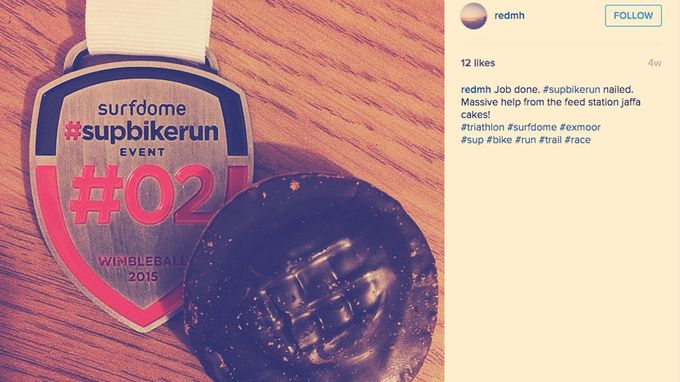 surfdome
#supbikerun
EVENT
#02
WIMBLEBALL
2015
redmh
FOLLOW
12 likes
4w
redmh Job done. #supbikerun nailed.
Massive help from the feed station jaffa
cakes!
#triathlon #surfdome #exmoor
#sup #bike #run #trail #race